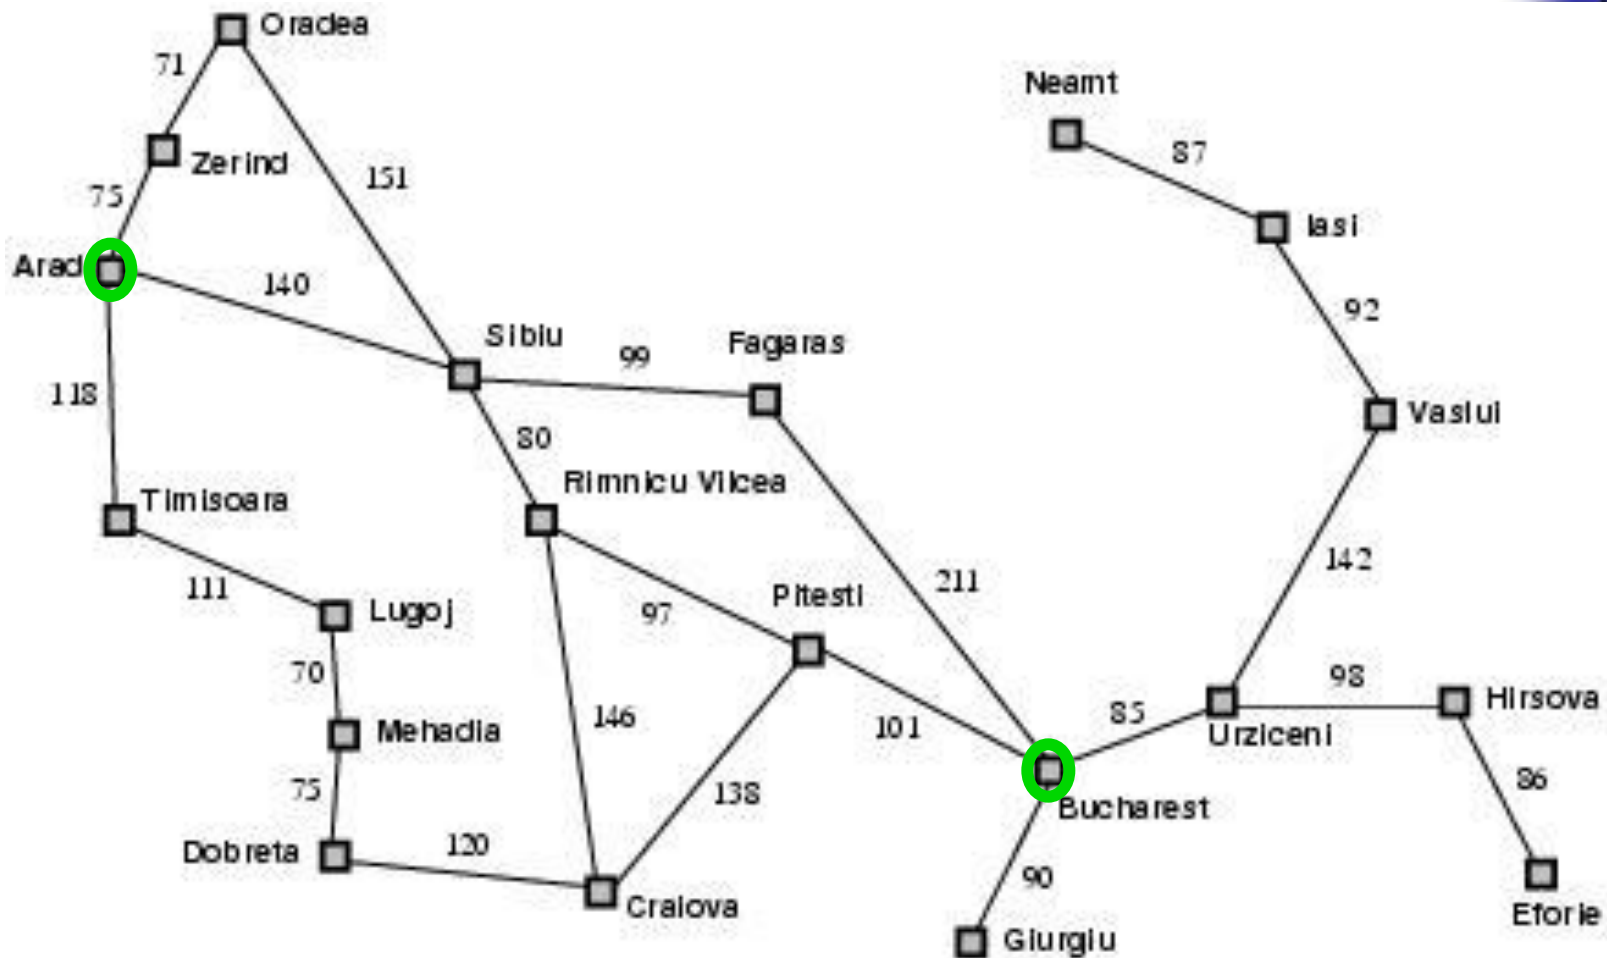 Oradea
71
Neamt
87
Zerind
151
75
Iasi
Arad
140
92
Sibiu
Fagaras
99
118
Vaslui
80
Rimnicu Vilcea
Timisoara
142
111
211
Pitesti
Lugoj
97
70
98
Hirsova
146
85
101
Mehadia
Urziceni
75
138
86
Bucharest
Dobreta
120
90
Craiova
Eforie
Giurgiu